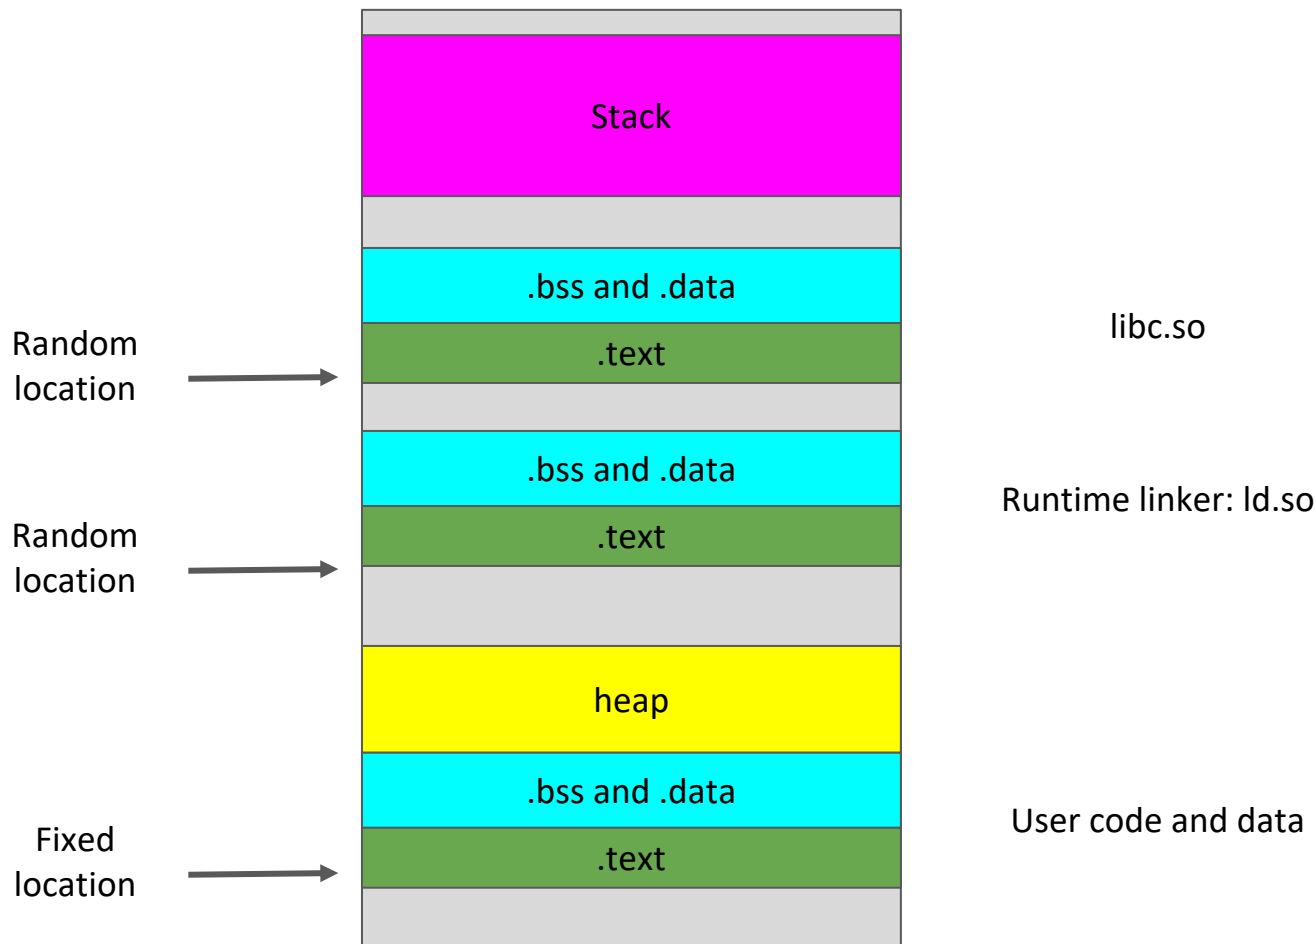 Stack
.bss and .data
libc.so
Random
location
.text
.bss and .data
Runtime linker: ld.so
Random
location
.text
heap
.bss and .data
User code and data
Fixed
location
.text